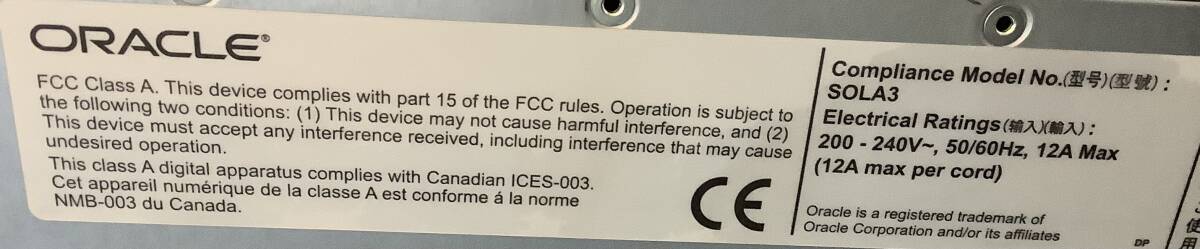 ORACLE®
FCC Class A. This device complies with part 15 of the FCC rules. Operation is subject to
the following two conditions: (1) This device may not cause harmful interference, and (2)
This device must accept any interference received, including interference that may cause
undesired operation.
This class A digital apparatus complies with Canadian ICES-003.
Cet appareil numérique de la classe A est conforme á la norme
NMB-003 du Canada.
CE
Compliance Model No.(型号)(型號) :
SOLA3
Electrical Ratings(输入)(輸入) :
200 - 240V~, 50/60Hz, 12A Max
(12A max per cord)
Oracle is a registered trademark of
Oracle Corporation and/or its affiliates
DP